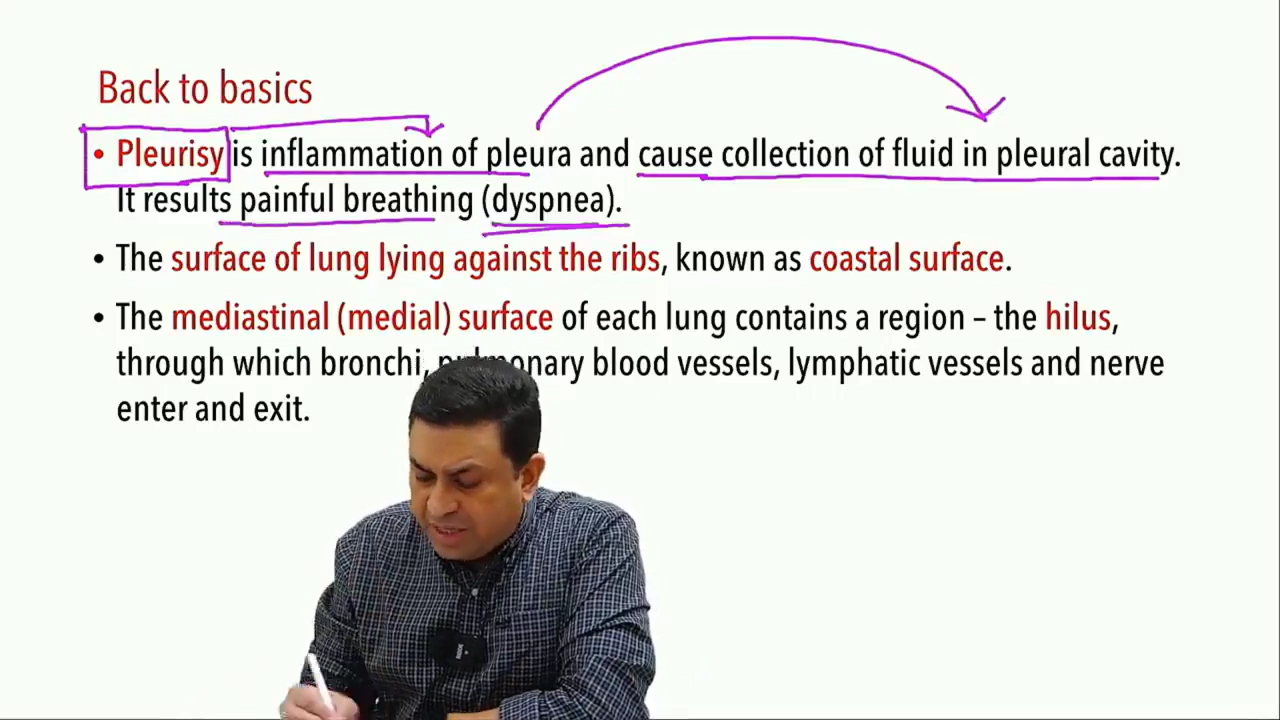 Back to basics
• Pleurisy is inflammation of pleura and cause collection of fluid in pleural cavity.
It results painful breathing (dyspnea).
• The surface of lung lying against the ribs, known as coastal surface.
• The mediastinal (medial) surface of each lung contains a region – the hilus,
through which bronchi, pulmonary blood vessels, lymphatic vessels and nerve
enter and exit.